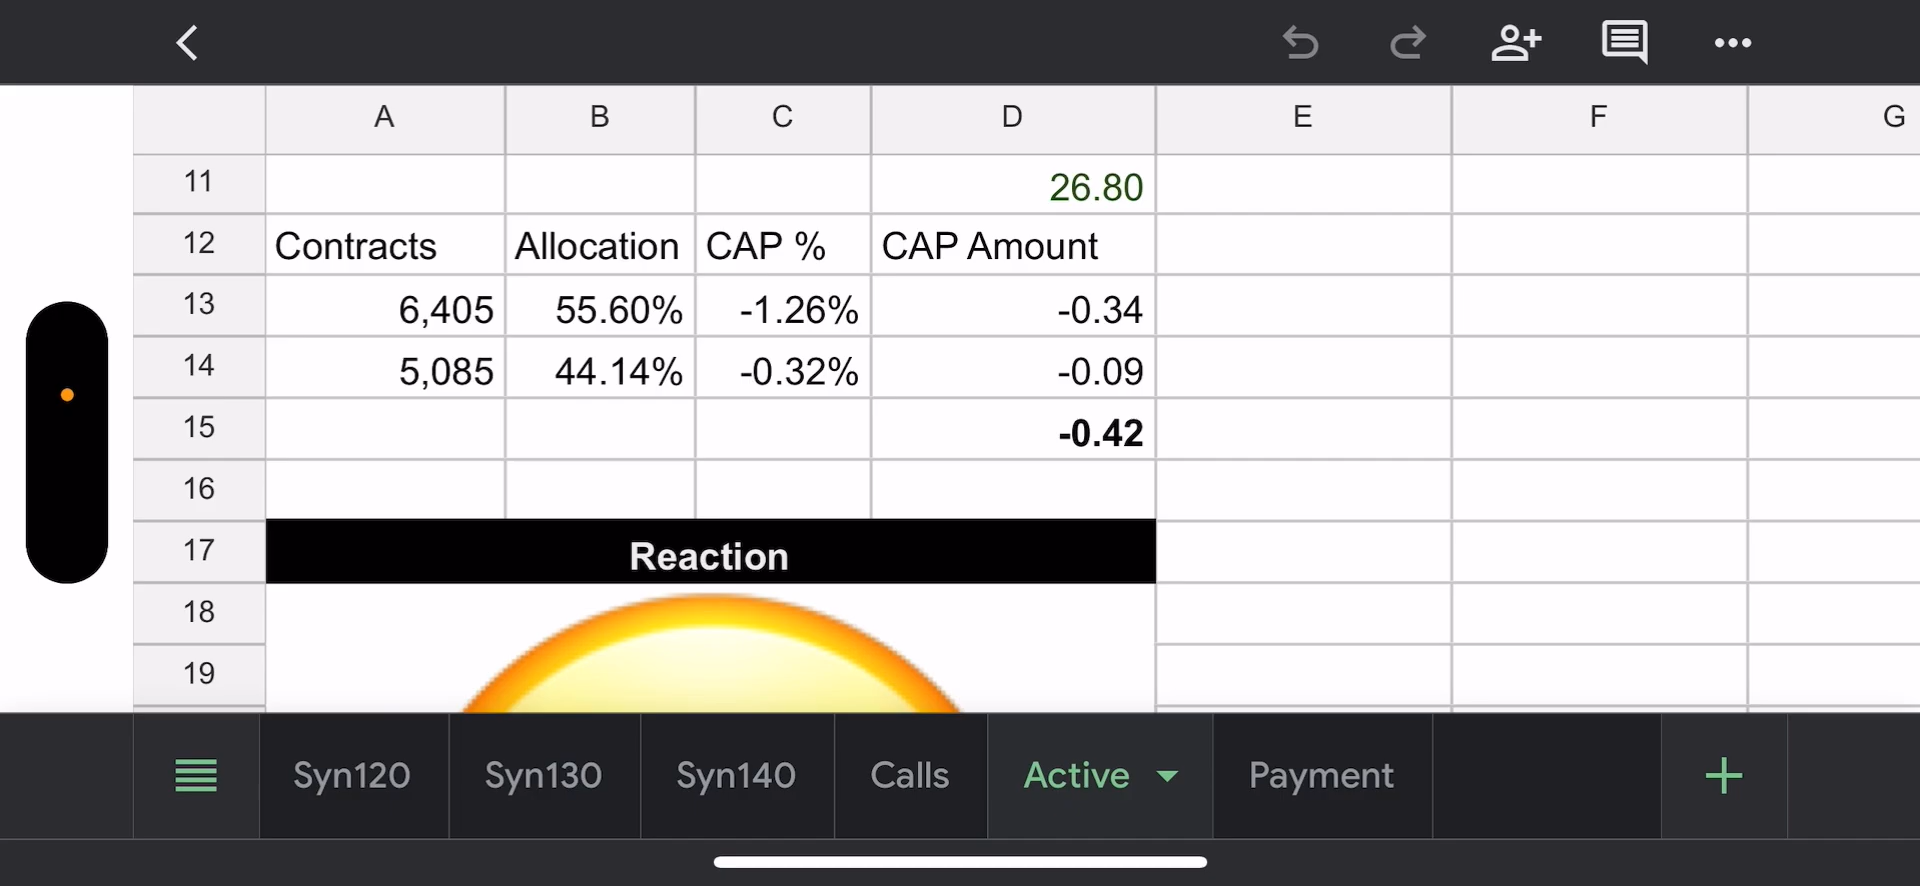 A B C D E F G
11 26.80
12 Contracts Allocation CAP % CAP Amount
13 6,405 55.60% -1.26% -0.34
14 5,085 44.14% -0.32% -0.09
15 -0.42
16
17 Reaction
18
19
Syn120 Syn130 Syn140 Calls Active Payment